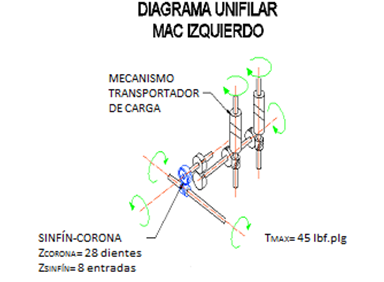 DIAGRAMA UNIFILAR
MAC IZQUIERDO
MECANISMO
TRANSPORTADOR
DE CARGA
SINFÍN-CORONA
ZCORONA= 28 dientes
ZSINFÍN= 8 entradas
TMAX= 45 lbf.plg